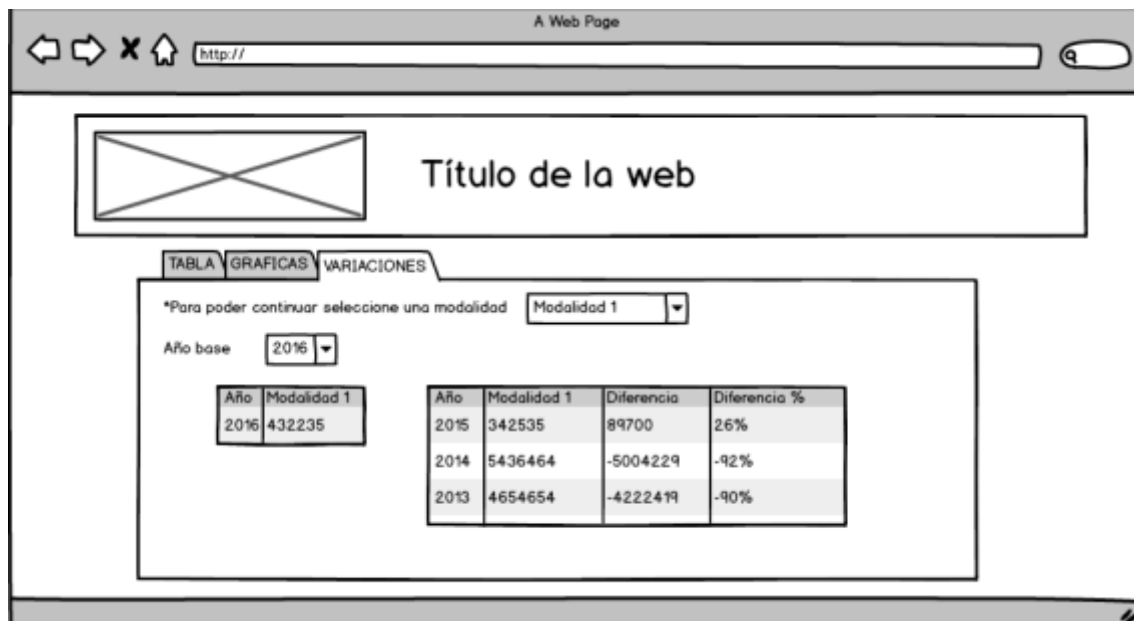 A Web Page
http://
Título de la web
TABLA GRAFICAS VARIACIONES
*Para poder continuar seleccione una modalidad Modalidad 1
Año base 2016
Año Modalidad 1
2016 432235
Año Modalidad 1 Diferencia Diferencia %
2015 342535 89700 26%
2014 5436464 -5004229 -92%
2013 4654654 -4222419 -90%